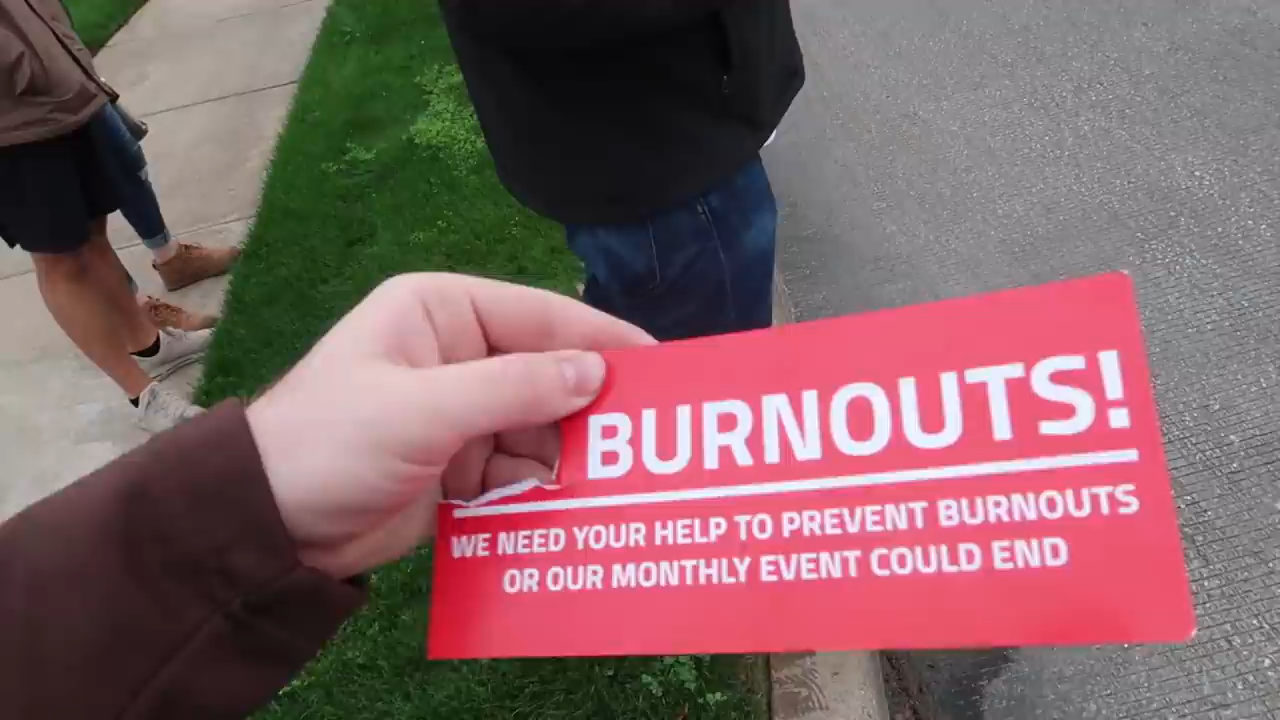 BURNOUTS!
WE NEED YOUR HELP TO PREVENT BURNOUTS
OR OUR MONTHLY EVENT COULD END